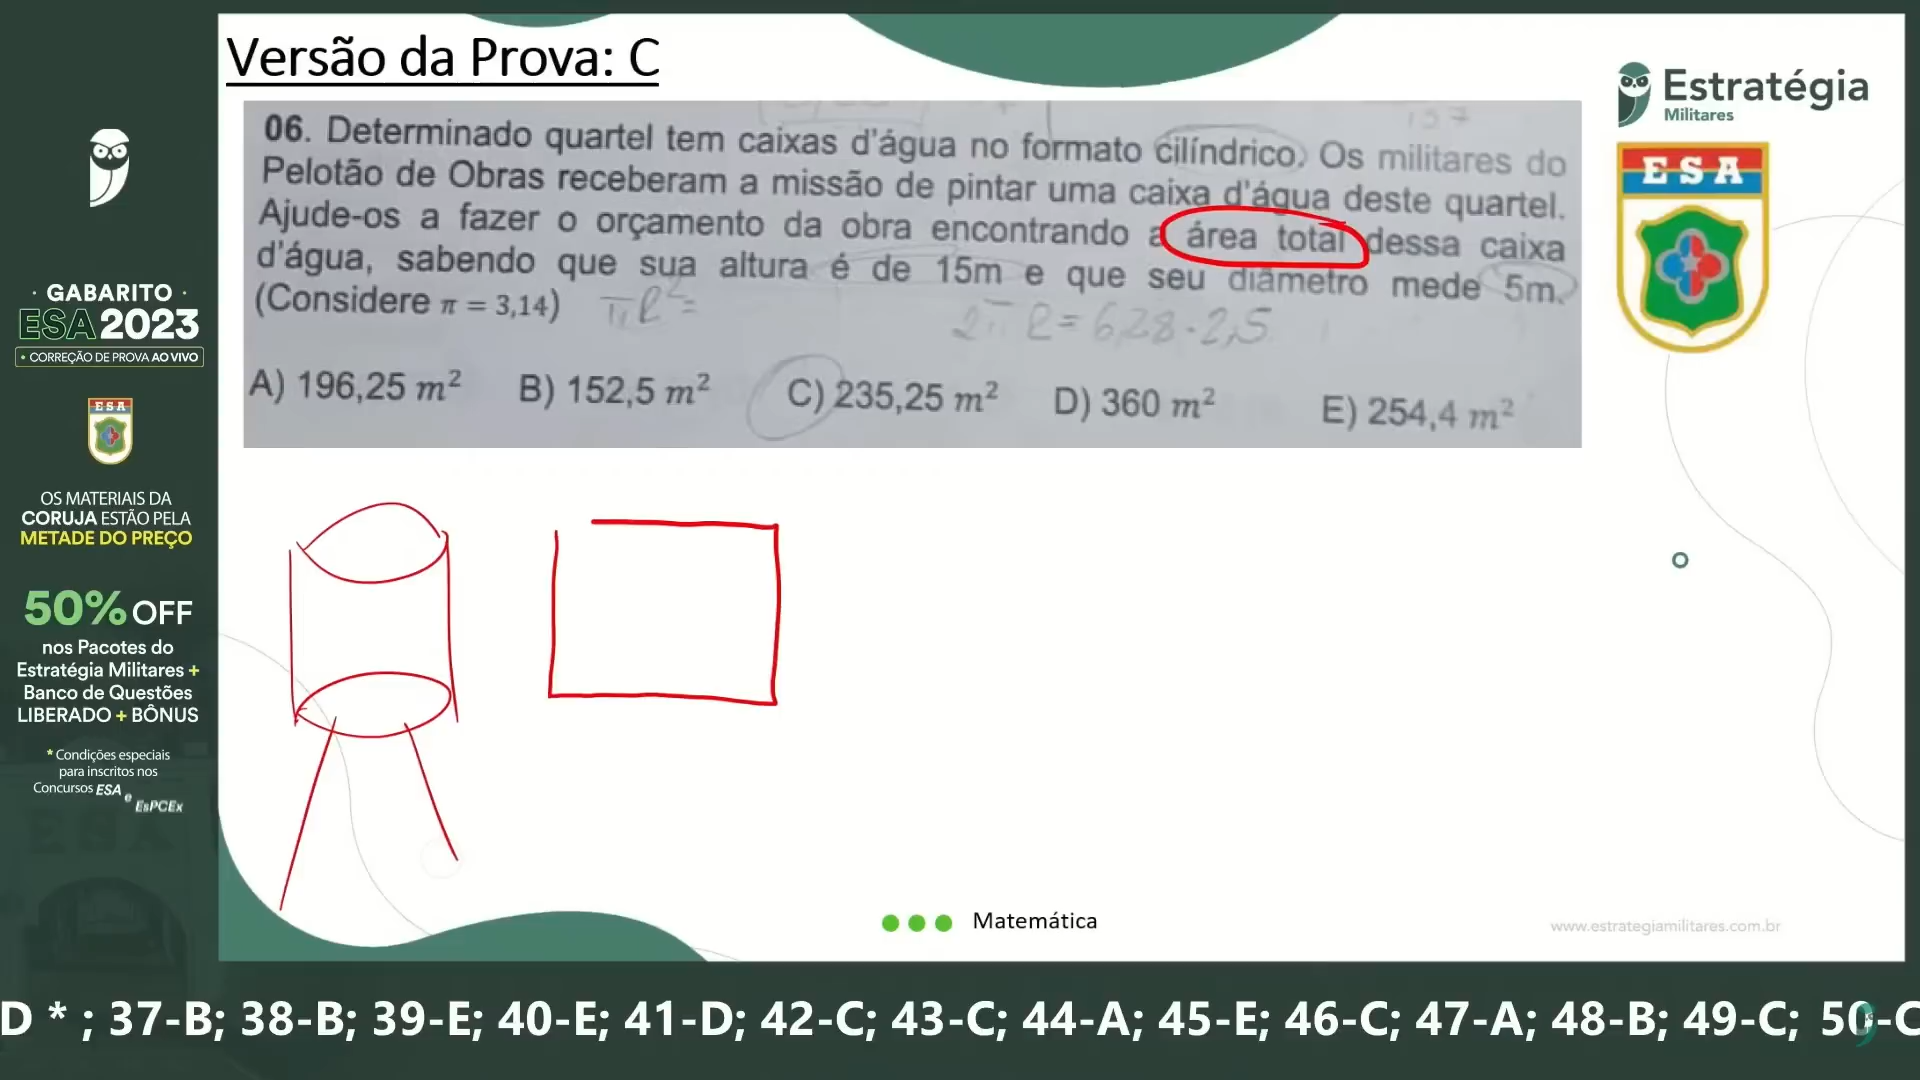 Versão da Prova: C
Estratégia
Militares
ESA
06. Determinado quartel tem caixas d'água no formato cilíndrico. Os militares do
Pelotão de Obras receberam a missão de pintar uma caixa d'água deste quartel.
Ajude-os a fazer o orçamento da obra encontrando a área total dessa caixa
d'água, sabendo que sua altura é de 15m e que seu diâmetro mede 5m.
(Considere π = 3,14)
πR² =
2πR = 6,28 · 2,5
A) 196,25 m² B) 152,5 m² C) 235,25 m² D) 360 m² E) 254,4 m²
· GABARITO ·
ESA 2023
• CORREÇÃO DE PROVA AO VIVO
ESA
OS MATERIAIS DA
CORUJA ESTÃO PELA
METADE DO PREÇO
50% OFF
nos Pacotes do
Estratégia Militares +
Banco de Questões
LIBERADO + BÔNUS
* Condições especiais
para inscritos nos
Concursos ESA e EsPCEx
Matemática
www.estrategiamilitares.com.br
D * ; 37-B; 38-B; 39-E; 40-E; 41-D; 42-C; 43-C; 44-A; 45-E; 46-C; 47-A; 48-B; 49-C; 50-C